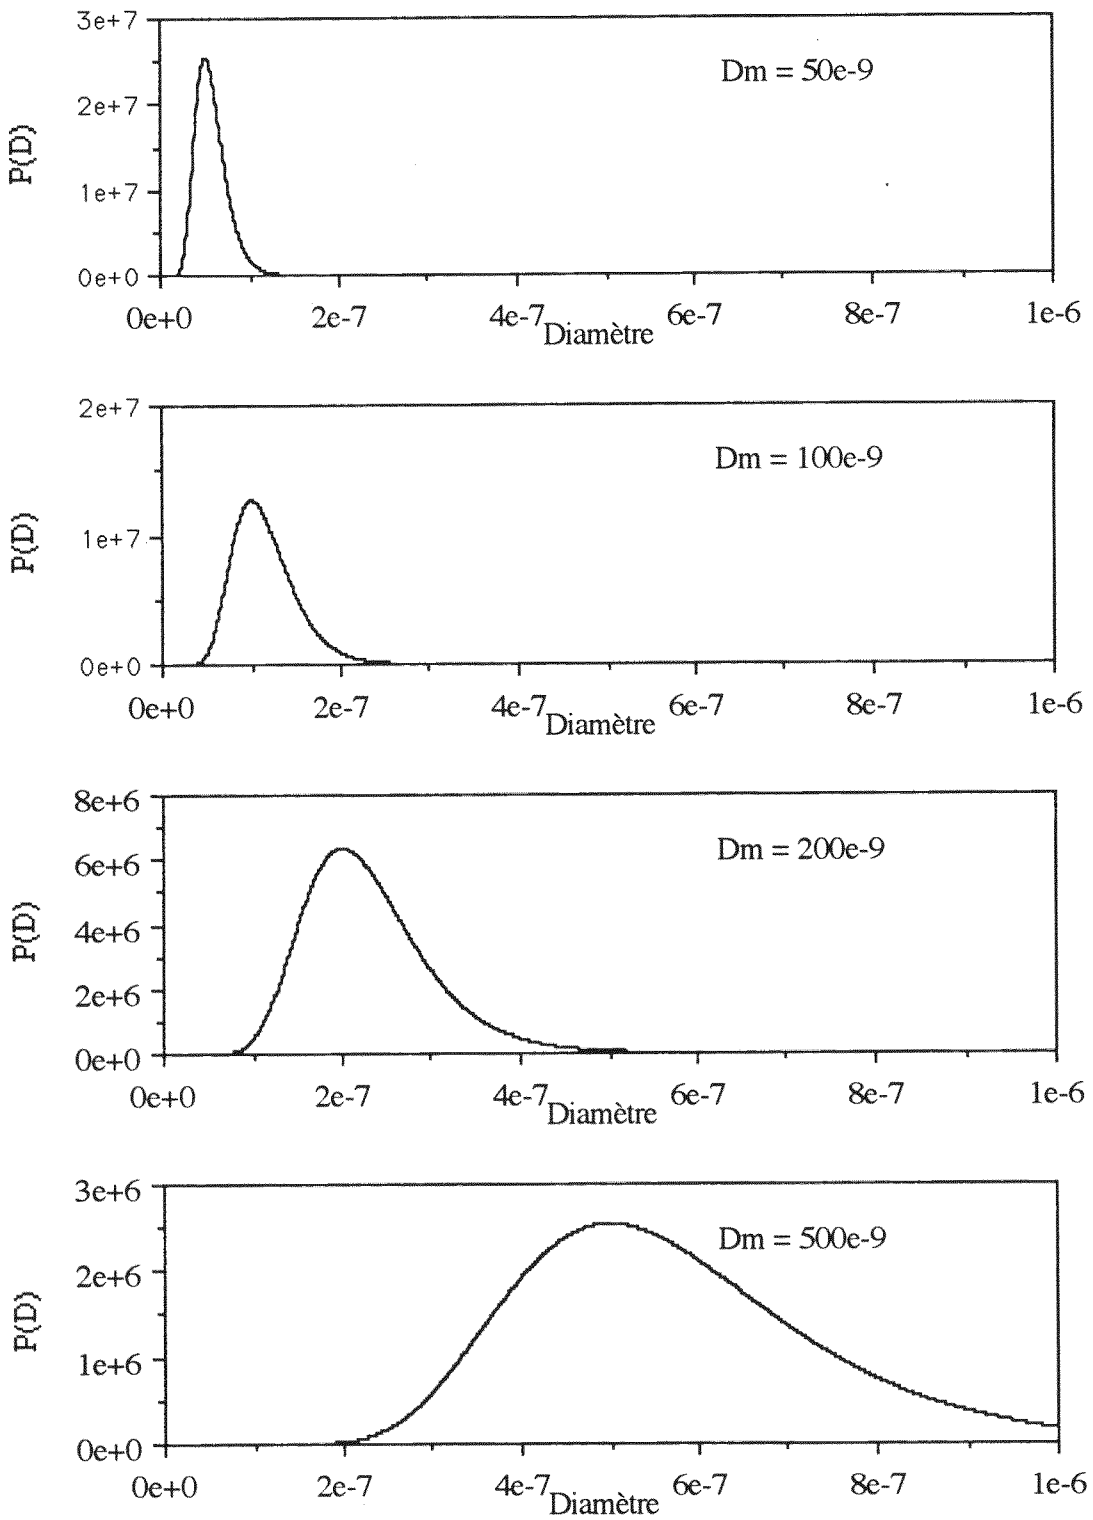 3e+7
Dm = 50e-9
2e+7
P(D)
1e+7
0e+0
0e+0 2e-7 4e-7 6e-7 8e-7 1e-6
Diamètre
2e+7
Dm = 100e-9
P(D)
1e+7
0e+0
0e+0 2e-7 4e-7 6e-7 8e-7 1e-6
Diamètre
8e+6
Dm = 200e-9
6e+6
P(D)
4e+6
2e+6
0e+0
0e+0 2e-7 4e-7 6e-7 8e-7 1e-6
Diamètre
3e+6
Dm = 500e-9
2e+6
P(D)
1e+6
0e+0
0e+0 2e-7 4e-7 6e-7 8e-7 1e-6
Diamètre